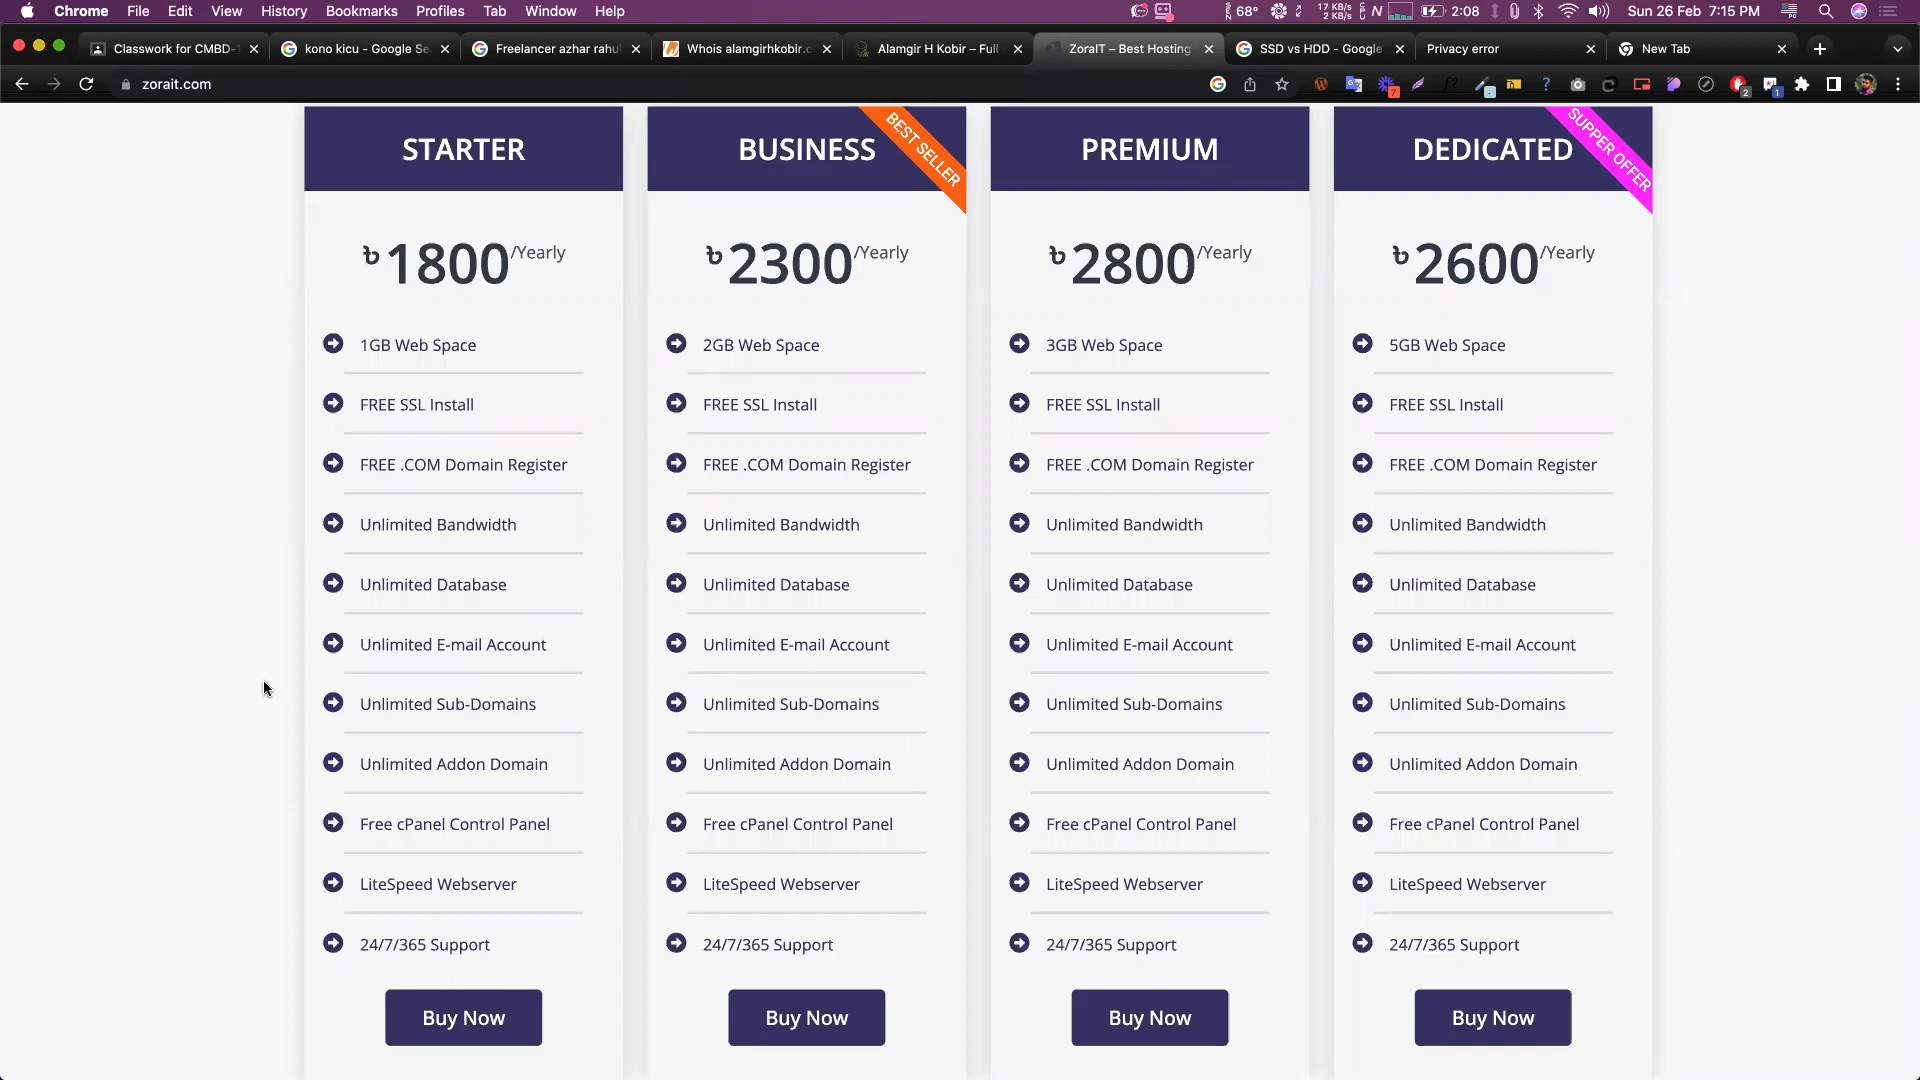 Chrome File Edit View History Bookmarks Profiles Tab Window Help 68° 17 KB/s 2 KB/s 2:08 Sun 26 Feb 7:15 PM
Classwork for CMBD-1 kono kicu - Google Se Freelancer azhar rahul Whois alamgirhkobir.c Alamgir H Kobir – Full ZoraIT – Best Hosting SSD vs HDD - Google Privacy error New Tab
zorait.com
STARTER
৳1800/Yearly
1GB Web Space
FREE SSL Install
FREE .COM Domain Register
Unlimited Bandwidth
Unlimited Database
Unlimited E-mail Account
Unlimited Sub-Domains
Unlimited Addon Domain
Free cPanel Control Panel
LiteSpeed Webserver
24/7/365 Support
Buy Now
BUSINESS
BEST SELLER
৳2300/Yearly
2GB Web Space
FREE SSL Install
FREE .COM Domain Register
Unlimited Bandwidth
Unlimited Database
Unlimited E-mail Account
Unlimited Sub-Domains
Unlimited Addon Domain
Free cPanel Control Panel
LiteSpeed Webserver
24/7/365 Support
Buy Now
PREMIUM
৳2800/Yearly
3GB Web Space
FREE SSL Install
FREE .COM Domain Register
Unlimited Bandwidth
Unlimited Database
Unlimited E-mail Account
Unlimited Sub-Domains
Unlimited Addon Domain
Free cPanel Control Panel
LiteSpeed Webserver
24/7/365 Support
Buy Now
DEDICATED
SUPPER OFFER
৳2600/Yearly
5GB Web Space
FREE SSL Install
FREE .COM Domain Register
Unlimited Bandwidth
Unlimited Database
Unlimited E-mail Account
Unlimited Sub-Domains
Unlimited Addon Domain
Free cPanel Control Panel
LiteSpeed Webserver
24/7/365 Support
Buy Now